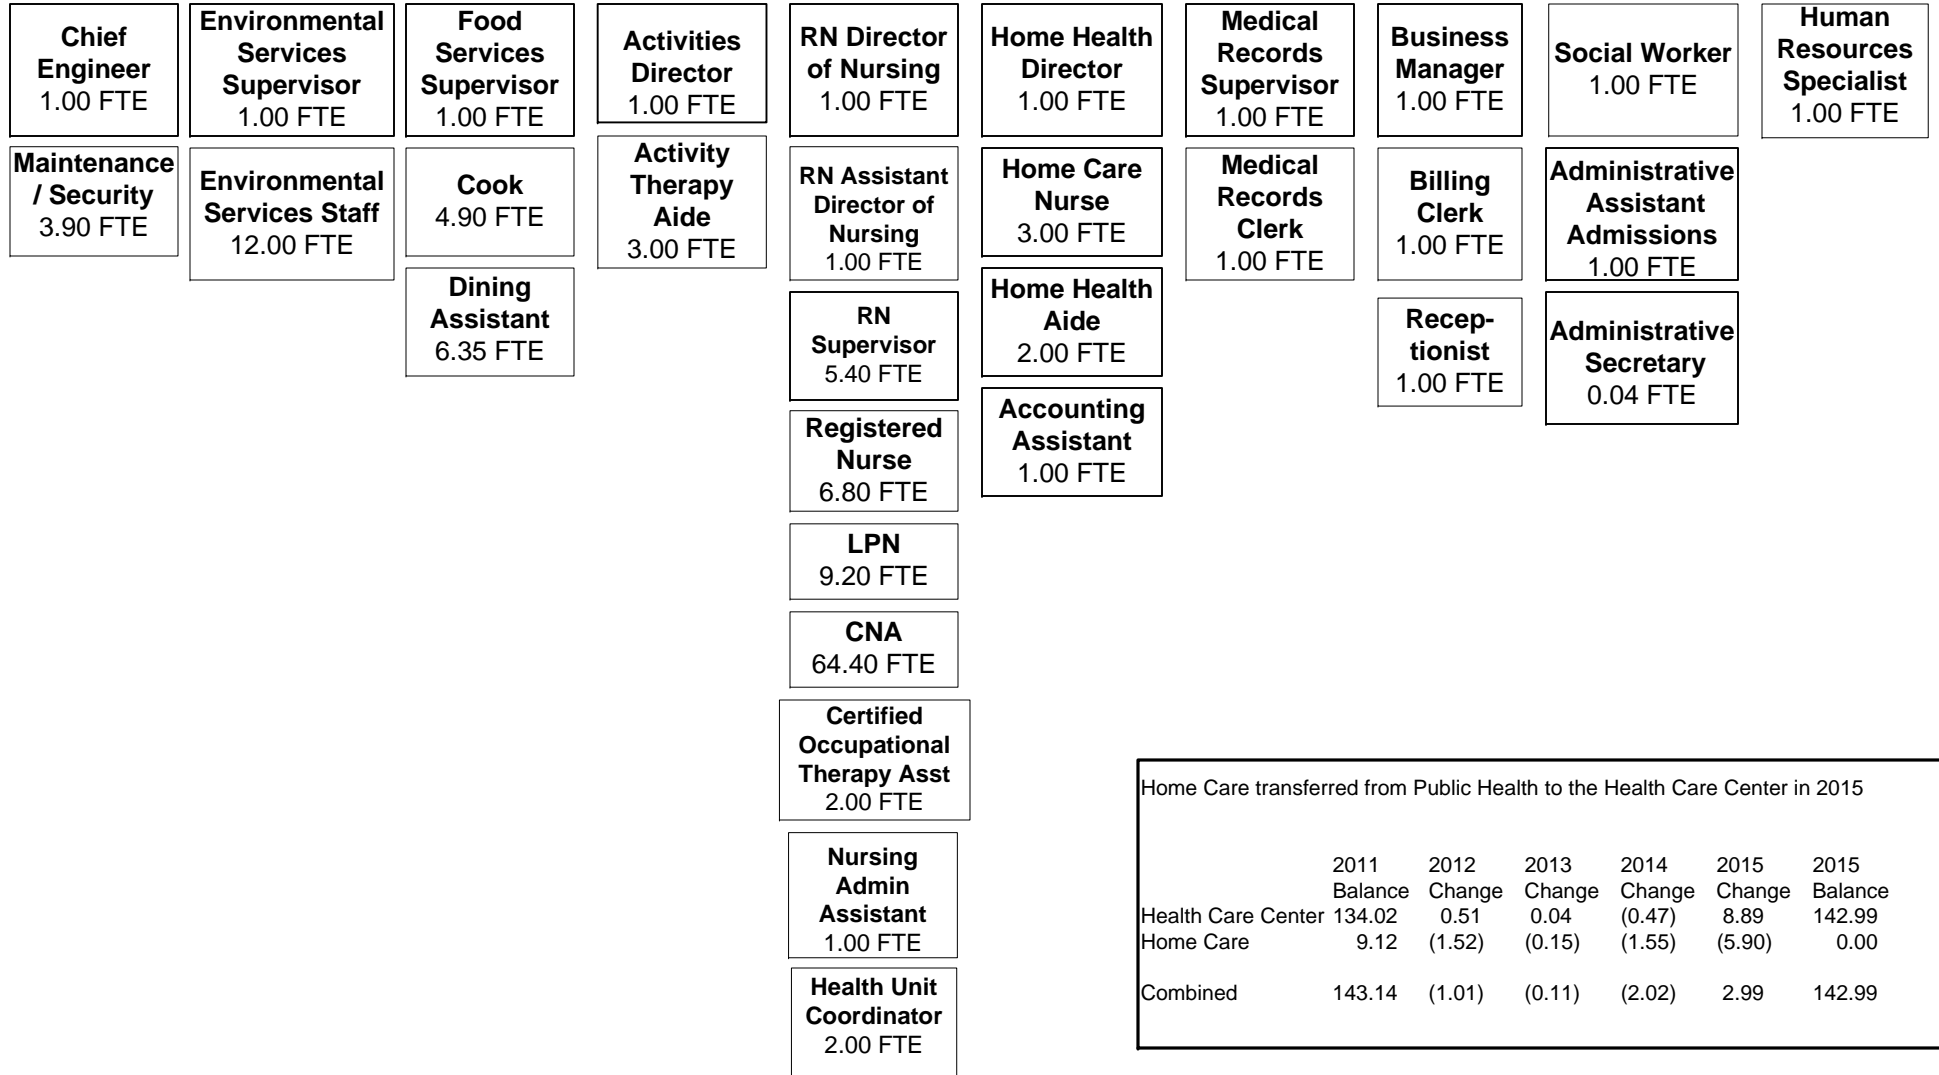 Chief
Engineer
1.00 FTE
Maintenance
/ Security
3.90 FTE
Environmental
Services
Supervisor
1.00 FTE
Environmental
Services Staff
12.00 FTE
Food
Services
Supervisor
1.00 FTE
Cook
4.90 FTE
Dining
Assistant
6.35 FTE
Activities
Director
1.00 FTE
Activity
Therapy
Aide
3.00 FTE
RN Director
of Nursing
1.00 FTE
RN Assistant
Director of
Nursing
1.00 FTE
RN
Supervisor
5.40 FTE
Registered
Nurse
6.80 FTE
LPN
9.20 FTE
CNA
64.40 FTE
Certified
Occupational
Therapy Asst
2.00 FTE
Nursing
Admin
Assistant
1.00 FTE
Health Unit
Coordinator
2.00 FTE
Home Health
Director
1.00 FTE
Home Care
Nurse
3.00 FTE
Home Health
Aide
2.00 FTE
Accounting
Assistant
1.00 FTE
Medical
Records
Supervisor
1.00 FTE
Medical
Records
Clerk
1.00 FTE
Business
Manager
1.00 FTE
Billing
Clerk
1.00 FTE
Recep-
tionist
1.00 FTE
Social Worker
1.00 FTE
Administrative
Assistant
Admissions
1.00 FTE
Administrative
Secretary
0.04 FTE
Human
Resources
Specialist
1.00 FTE
Home Care transferred from Public Health to the Health Care Center in 2015
2011 2012 2013 2014 2015 2015
Balance Change Change Change Change Balance
Health Care Center 134.02 0.51 0.04 (0.47) 8.89 142.99
Home Care 9.12 (1.52) (0.15) (1.55) (5.90) 0.00
Combined 143.14 (1.01) (0.11) (2.02) 2.99 142.99